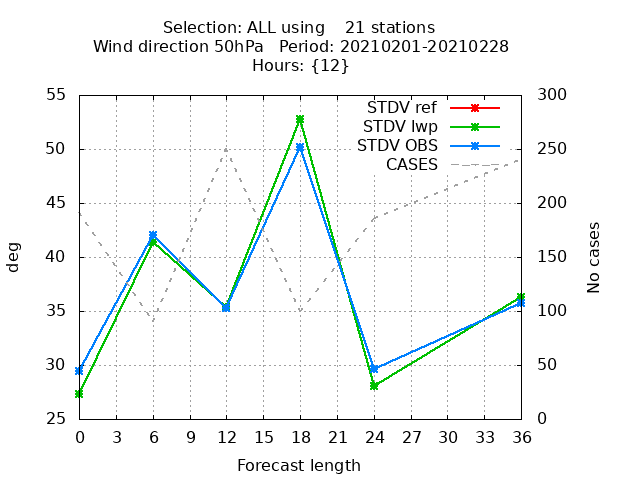 Selection: ALL using    21 stations
Wind direction 50hPa   Period: 20210201-20210228
Hours: {12}
55 300
STDV ref
STDV lwp
50 STDV OBS 250
CASES
45 200
40 150
deg
No cases
35 100
30 50
25 0
0 3 6 9 12 15 18 21 24 27 30 33 36
Forecast length